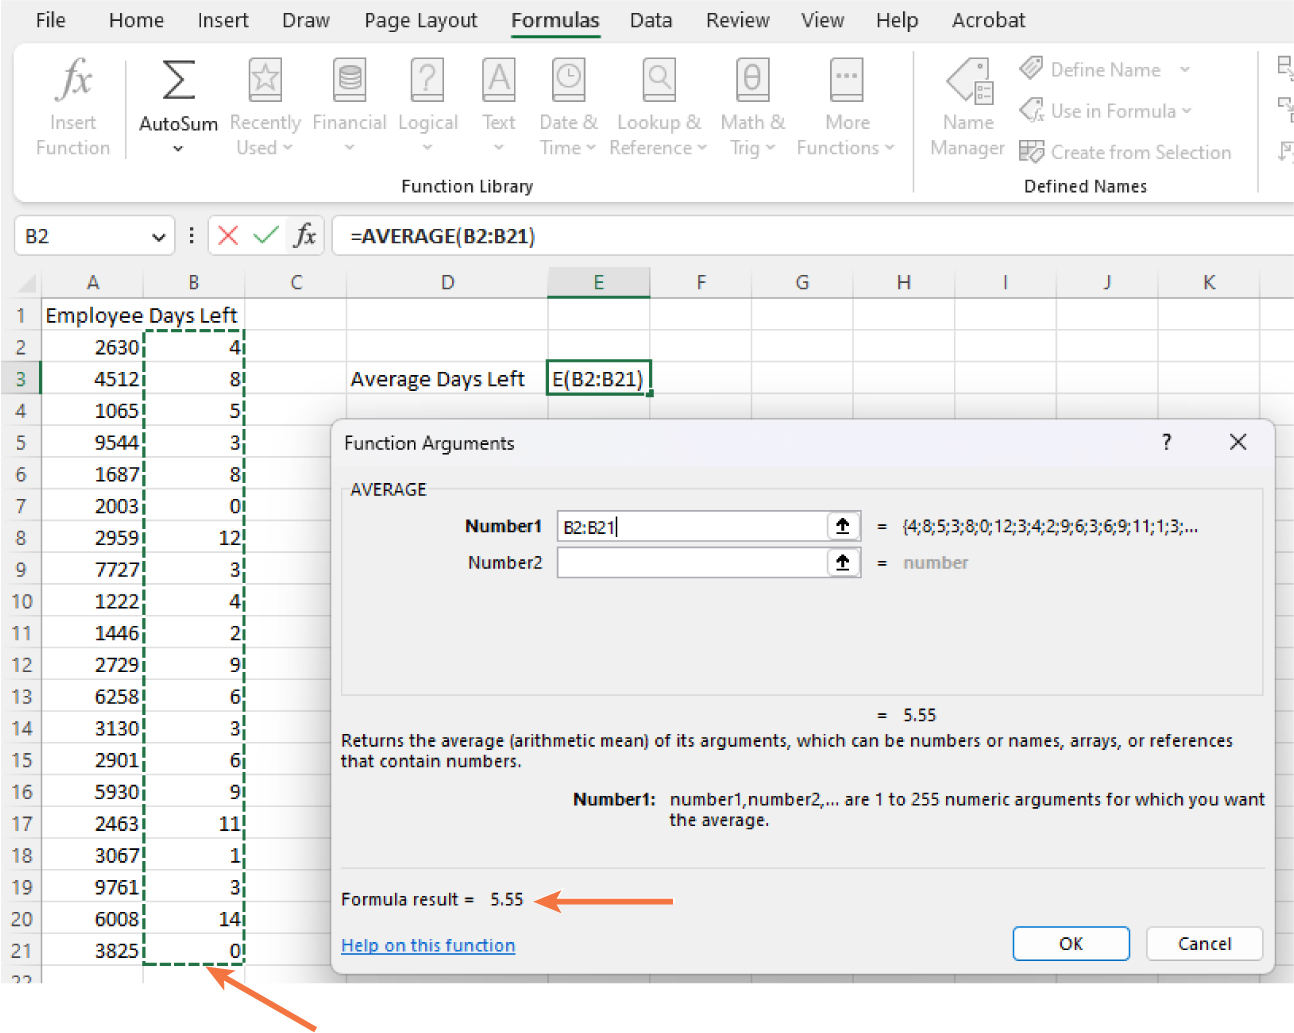 File Home Insert Draw Page Layout Formulas Data Review View Help Acrobat
fx
Insert Function
AutoSum
Recently Used
Financial
Logical
Text
Date & Time
Lookup & Reference
Math & Trig
More Functions
Function Library
Name Manager
Define Name
Use in Formula
Create from Selection
Defined Names
B2 fx =AVERAGE(B2:B21)
A B C D E F G H I J K
1 Employee Days Left
2 2630 4
3 4512 8 Average Days Left E(B2:B21)
4 1065 5
5 9544 3
6 1687 8
7 2003 0
8 2959 12
9 7727 3
10 1222 4
11 1446 2
12 2729 9
13 6258 6
14 3130 3
15 2901 6
16 5930 9
17 2463 11
18 3067 1
19 9761 3
20 6008 14
21 3825 0
22
Function Arguments ?
AVERAGE
Number1 B2:B21 = {4;8;5;3;8;0;12;3;4;2;9;6;3;6;9;11;1;3;...
Number2 = number
= 5.55
Returns the average (arithmetic mean) of its arguments, which can be numbers or names, arrays, or references
that contain numbers.
Number1: number1,number2,... are 1 to 255 numeric arguments for which you want
the average.
Formula result = 5.55
Help on this function
OK Cancel